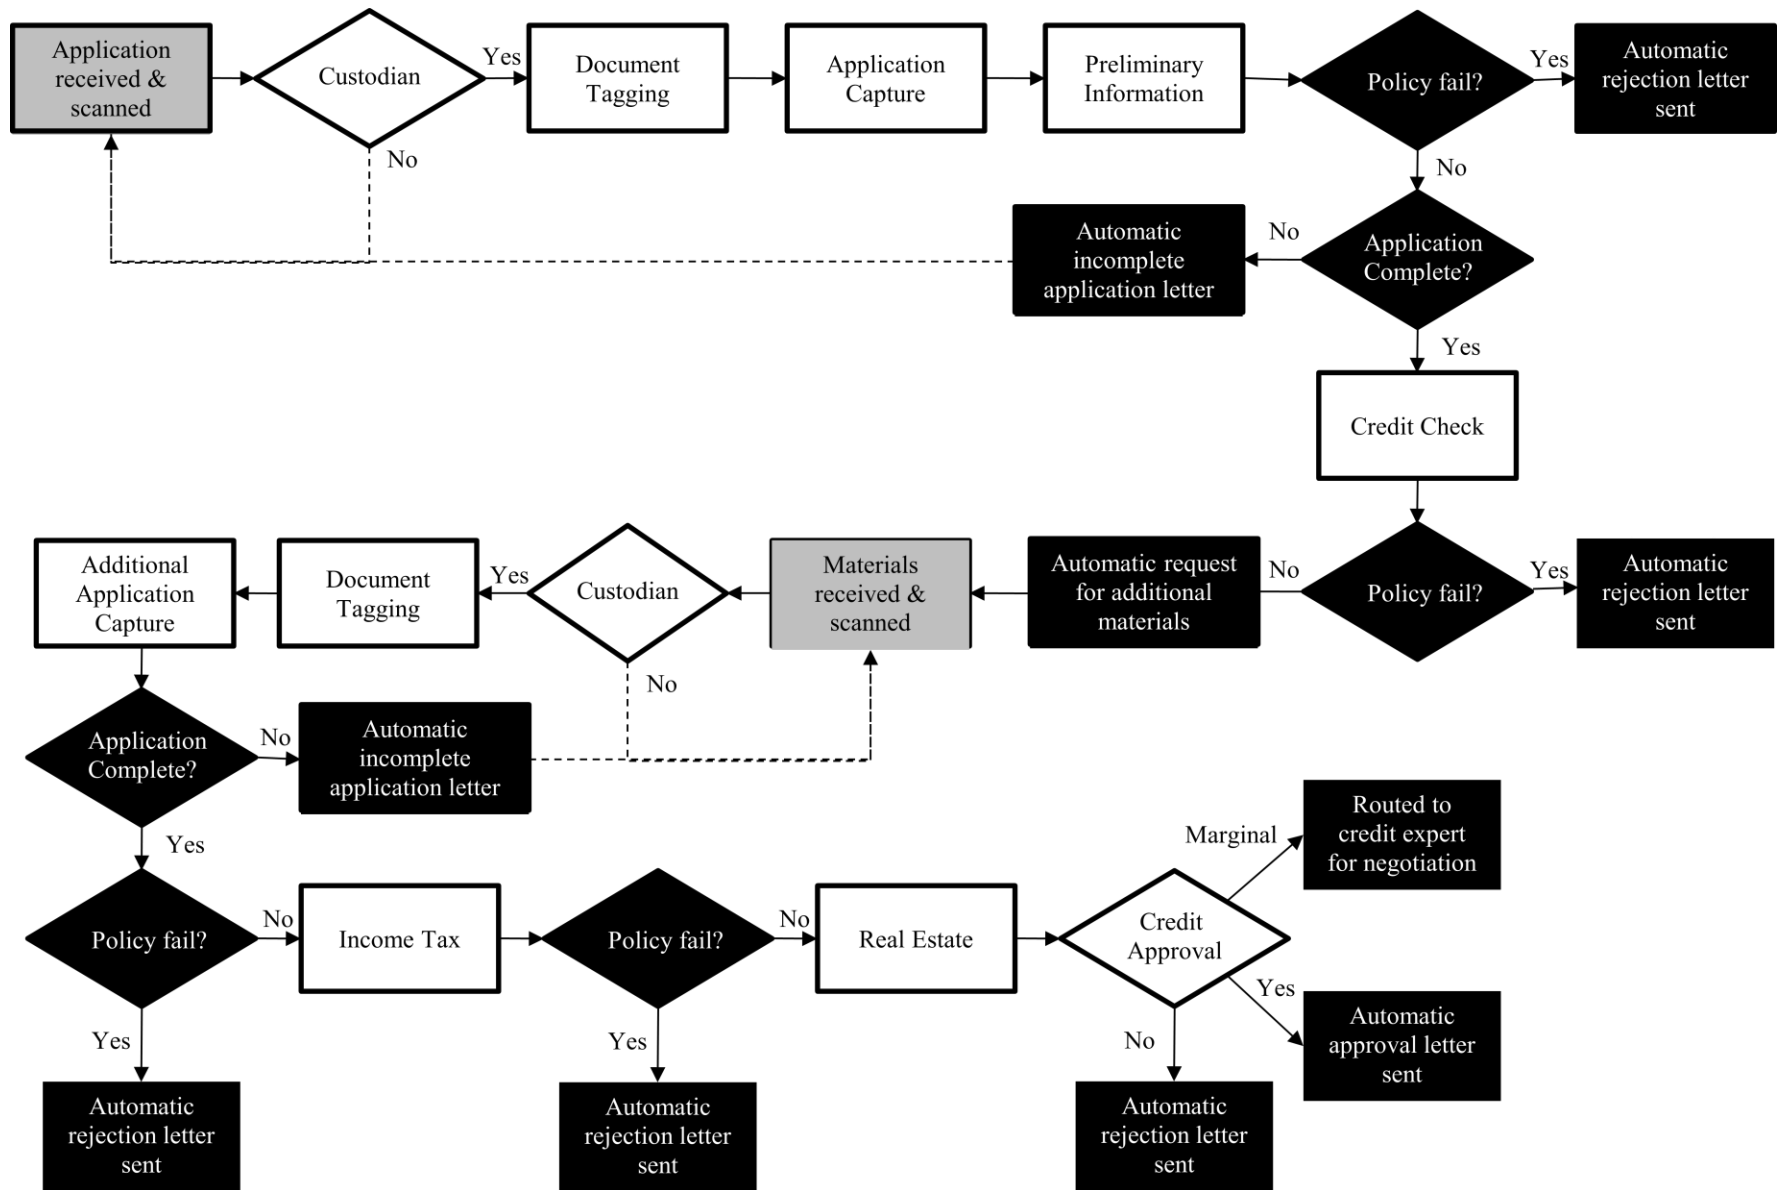 Application
received &
scanned
Custodian
Yes
No
Document
Tagging
Application
Capture
Preliminary
Information
Policy fail?
Yes
Automatic
rejection letter
sent
No
Application
Complete?
No
Automatic
incomplete
application letter
Yes
Credit Check
Policy fail?
Yes
Automatic
rejection letter
sent
No
Automatic request
for additional
materials
Materials
received &
scanned
Custodian
Yes
No
Document
Tagging
Additional
Application
Capture
Application
Complete?
No
Automatic
incomplete
application letter
Yes
Policy fail?
Yes
Automatic
rejection letter
sent
No
Income Tax
Policy fail?
Yes
Automatic
rejection letter
sent
No
Real Estate
Credit
Approval
Marginal
Routed to
credit expert
for negotiation
Yes
Automatic
approval letter
sent
No
Automatic
rejection letter
sent